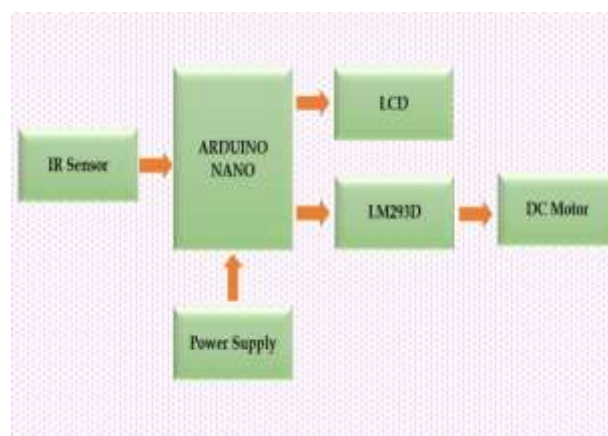 IR Sensor
ARDUINO
NANO
LCD
LM293D
DC Motor
Power Supply